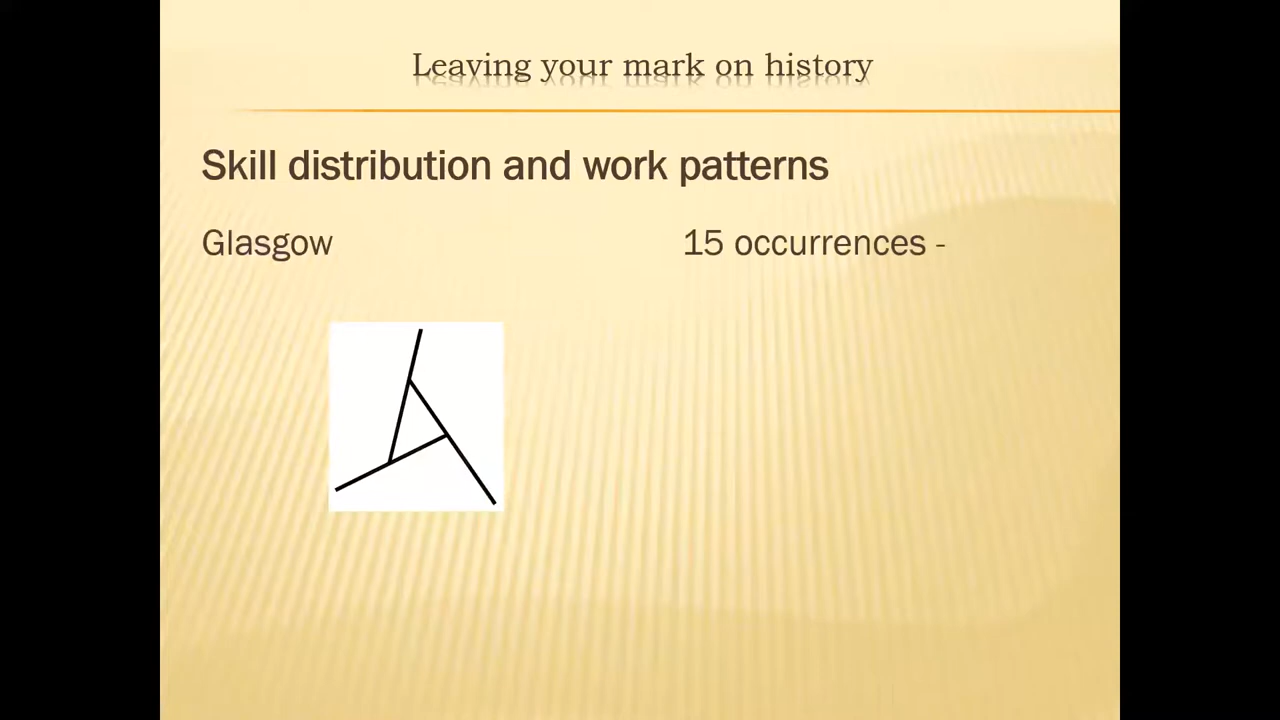 Leaving your mark on history
Skill distribution and work patterns
Glasgow 15 occurrences -